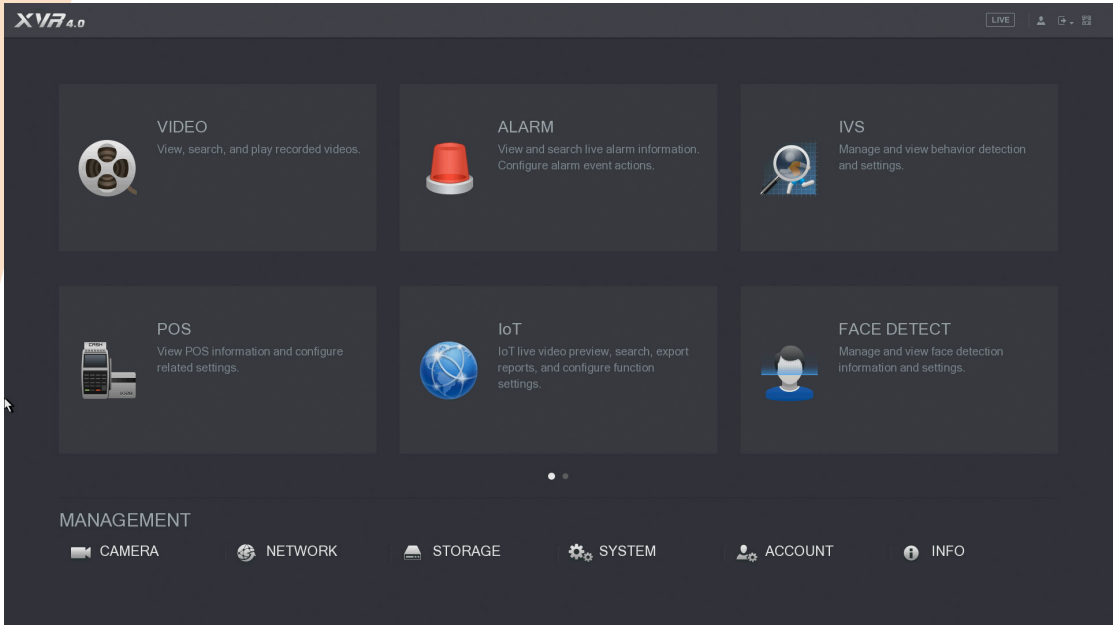 XVR 4.0
LIVE
VIDEO
View, search, and play recorded videos.
ALARM
View and search live alarm information.
Configure alarm event actions.
IVS
Manage and view behavior detection
and settings.
POS
View POS information and configure
related settings.
CASH
IoT
IoT live video preview, search, export
reports, and configure function
settings.
FACE DETECT
Manage and view face detection
information and settings.
MANAGEMENT
CAMERA
NETWORK
STORAGE
SYSTEM
ACCOUNT
INFO